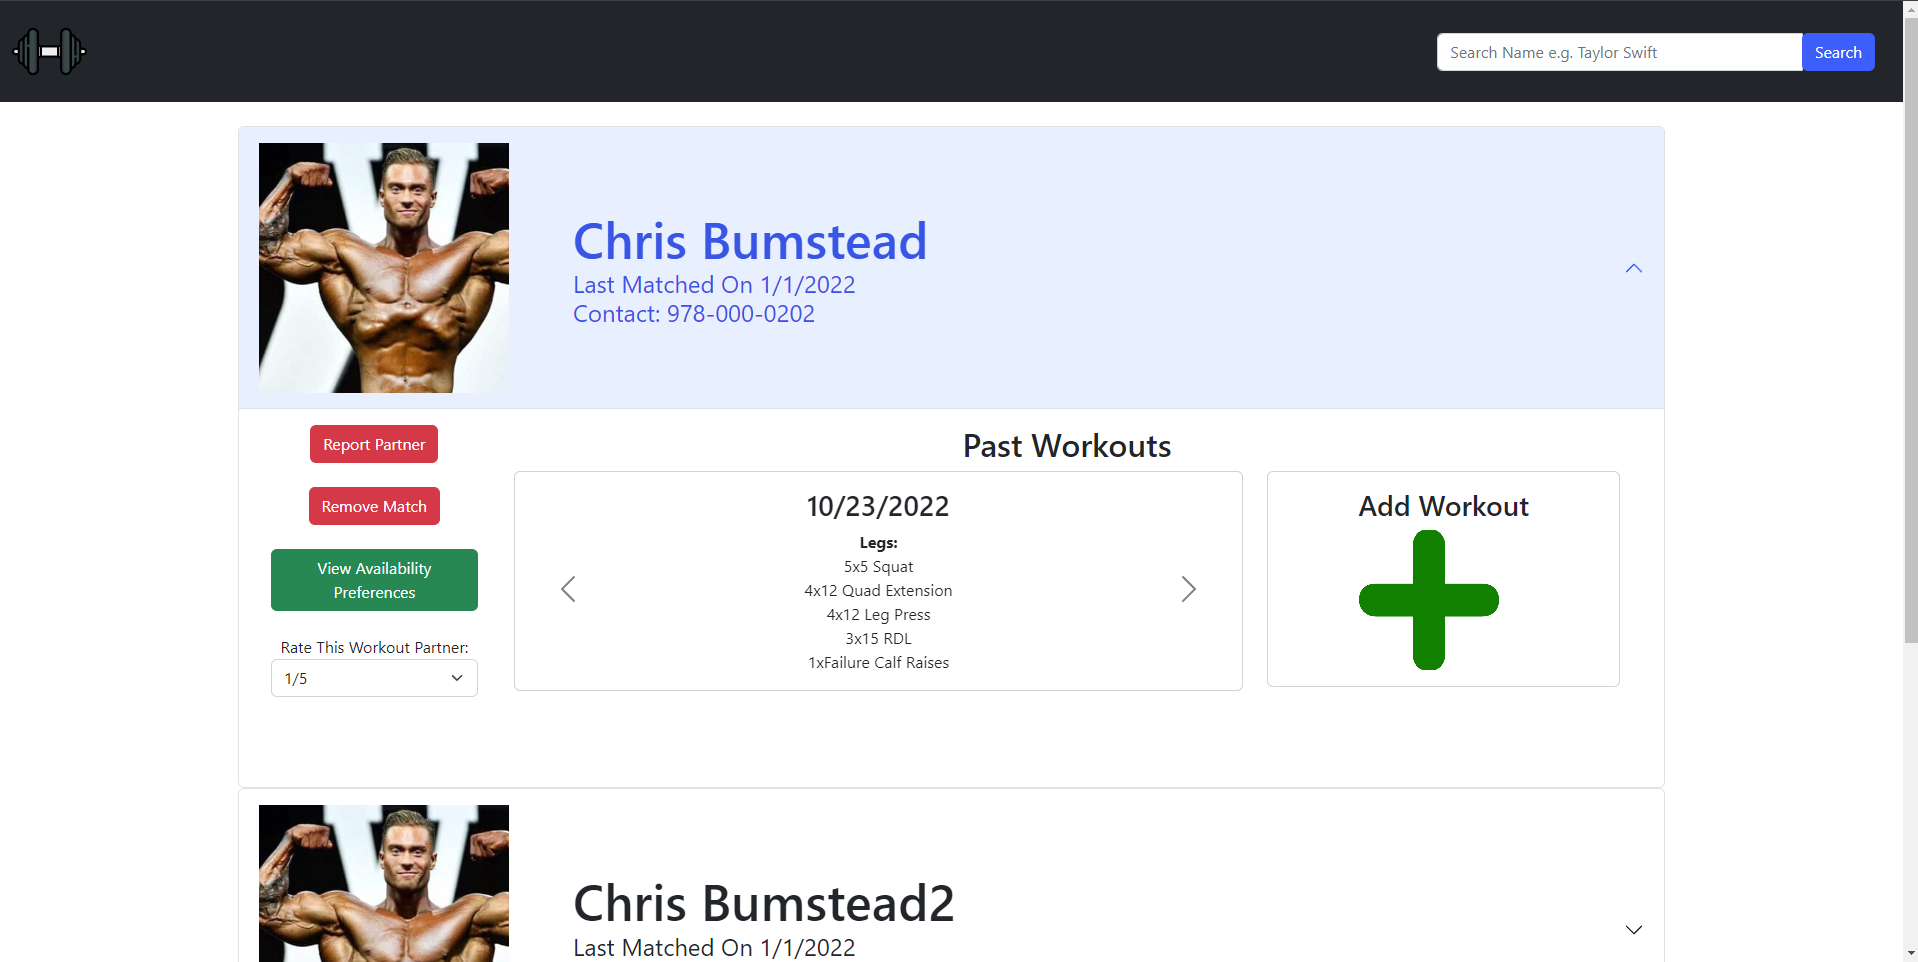 Search Name e.g. Taylor Swift
Search
Chris Bumstead
Last Matched On 1/1/2022
Contact: 978-000-0202
Report Partner
Remove Match
View Availability
Preferences
Rate This Workout Partner:
1/5
Past Workouts
10/23/2022
Legs:
5x5 Squat
4x12 Quad Extension
4x12 Leg Press
3x15 RDL
1xFailure Calf Raises
Add Workout
Chris Bumstead2
Last Matched On 1/1/2022